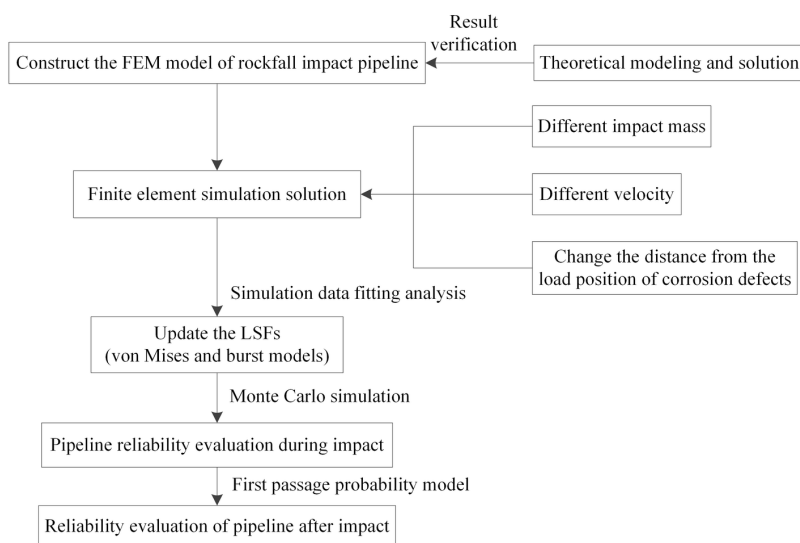 Result
verification
Construct the FEM model of rockfall impact pipeline
Theoretical modeling and solution
Different impact mass
Finite element simulation solution
Different velocity
Change the distance from the
load position of corrosion defects
Simulation data fitting analysis
Update the LSFs
(von Mises and burst models)
Monte Carlo simulation
Pipeline reliability evaluation during impact
First passage probability model
Reliability evaluation of pipeline after impact